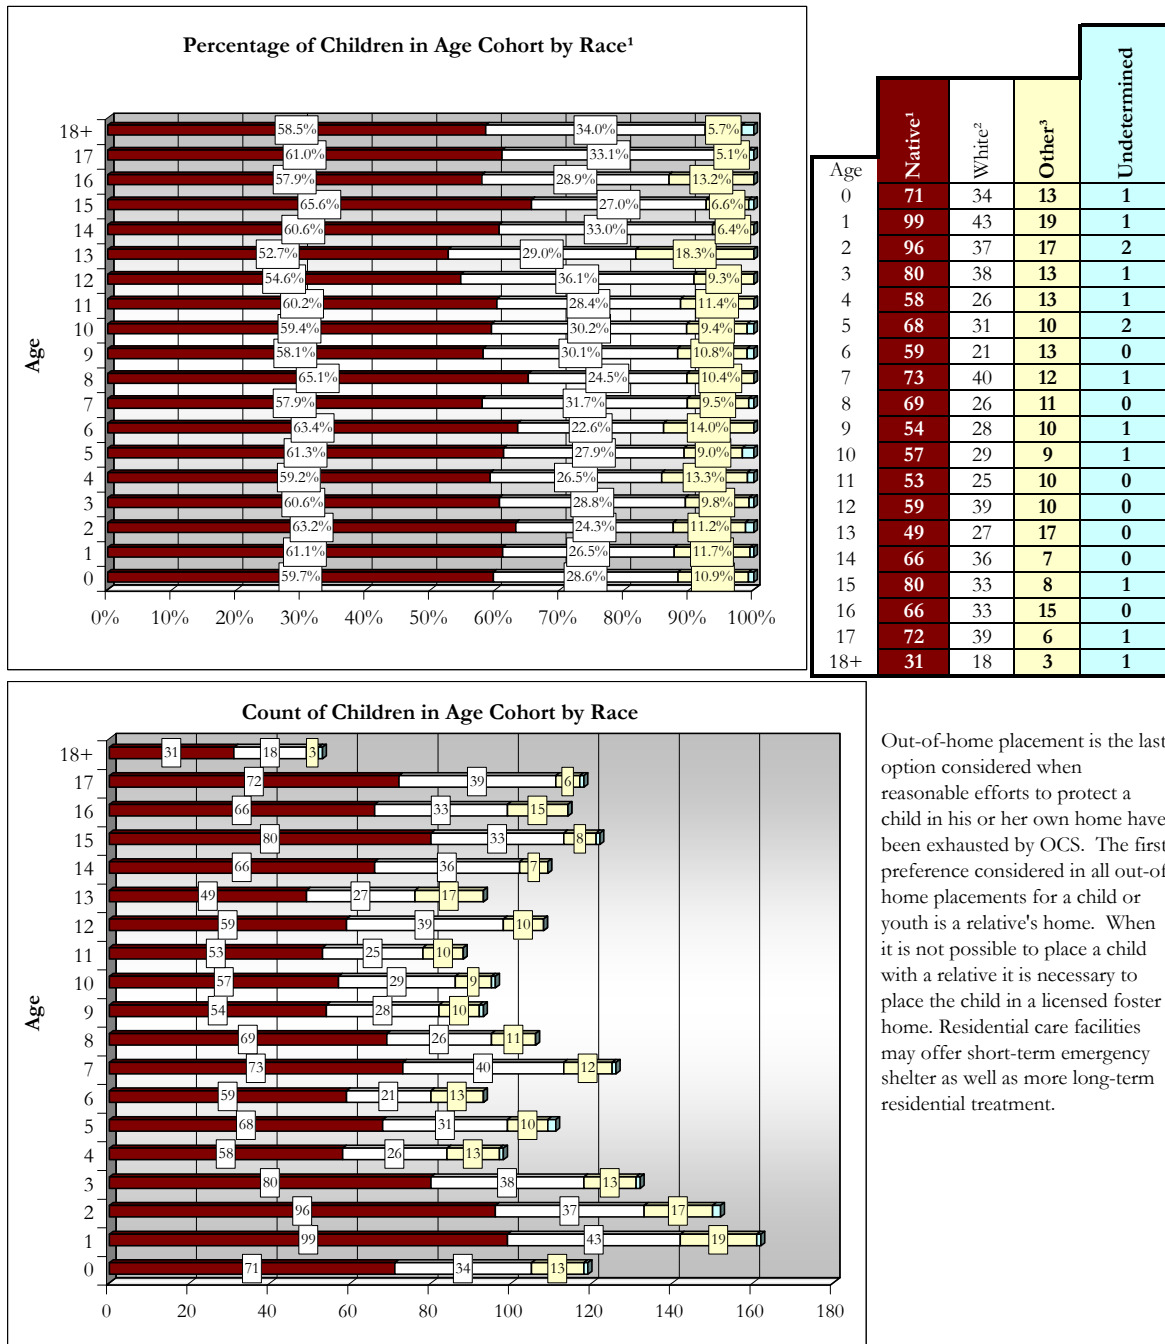 Percentage of Children in Age Cohort by Race¹
Age
18+ 58.5% 34.0% 5.7%
17 61.0% 33.1% 5.1%
16 57.9% 28.9% 13.2%
15 65.6% 27.0% 6.6%
14 60.6% 33.0% 6.4%
13 52.7% 29.0% 18.3%
12 54.6% 36.1% 9.3%
11 60.2% 28.4% 11.4%
10 59.4% 30.2% 9.4%
9 58.1% 30.1% 10.8%
8 65.1% 24.5% 10.4%
7 57.9% 31.7% 9.5%
6 63.4% 22.6% 14.0%
5 61.3% 27.9% 9.0%
4 59.2% 26.5% 13.3%
3 60.6% 28.8% 9.8%
2 63.2% 24.3% 11.2%
1 61.1% 26.5% 11.7%
0 59.7% 28.6% 10.9%
0% 10% 20% 30% 40% 50% 60% 70% 80% 90% 100%
Age Native¹ White² Other³ Undetermined
0 71 34 13 1
1 99 43 19 1
2 96 37 17 2
3 80 38 13 1
4 58 26 13 1
5 68 31 10 2
6 59 21 13 0
7 73 40 12 1
8 69 26 11 0
9 54 28 10 1
10 57 29 9 1
11 53 25 10 0
12 59 39 10 0
13 49 27 17 0
14 66 36 7 0
15 80 33 8 1
16 66 33 15 0
17 72 39 6 1
18+ 31 18 3 1
Count of Children in Age Cohort by Race
Age
18+ 31 18 3
17 72 39 6
16 66 33 15
15 80 33 8
14 66 36 7
13 49 27 17
12 59 39 10
11 53 25 10
10 57 29 9
9 54 28 10
8 69 26 11
7 73 40 12
6 59 21 13
5 68 31 10
4 58 26 13
3 80 38 13
2 96 37 17
1 99 43 19
0 71 34 13
0 20 40 60 80 100 120 140 160 180
Out-of-home placement is the last
option considered when
reasonable efforts to protect a
child in his or her own home have
been exhausted by OCS.  The first
preference considered in all out-of
home placements for a child or
youth is a relative's home.  When
it is not possible to place a child
with a relative it is necessary to
place the child in a licensed foster
home. Residential care facilities
may offer short-term emergency
shelter as well as more long-term
residential treatment.